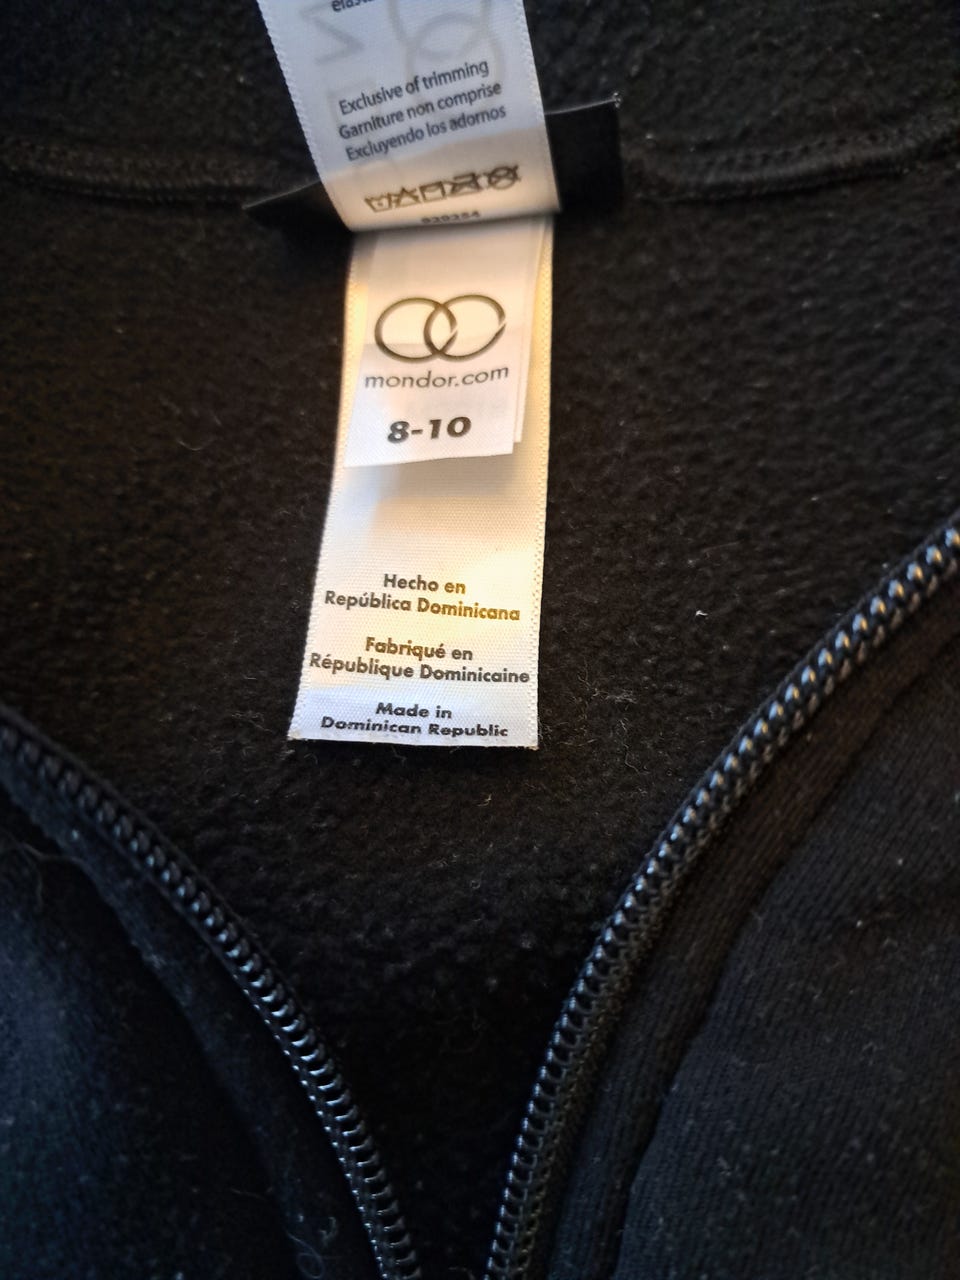 Exclusive of trimming
Garniture non comprise
Excluyendo los adornos
mondor.com
8-10
Hecho en
República Dominicana
Fabriqué en
République Dominicaine
Made in
Dominican Republic